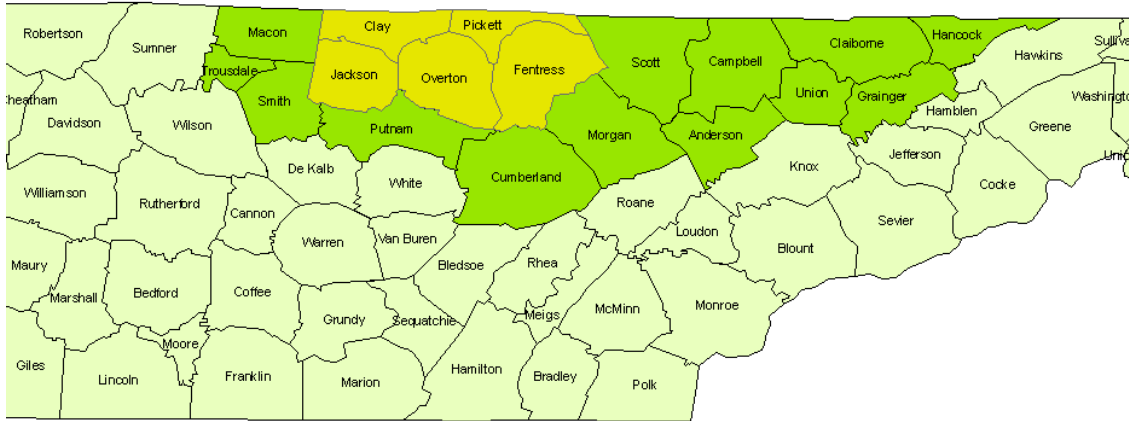 Robertson
Sumner
Macon
Clay
Pickett
Scott
Campbell
Claiborne
Hancock
Hawkins
Trousdale
Jackson
Overton
Fentress
Smith
Union
Grainger
Hamblen
Davidson
Wilson
Putnam
Morgan
Anderson
Greene
De Kalb
White
Cumberland
Knox
Jefferson
Cocke
Williamson
Rutherford
Cannon
Warren
Van Buren
Roane
Loudon
Blount
Sevier
Maury
Marshall
Bedford
Coffee
Bledsoe
Rhea
Grundy
Sequatchie
Meigs
McMinn
Monroe
Giles
Lincoln
Moore
Franklin
Marion
Hamilton
Bradley
Polk